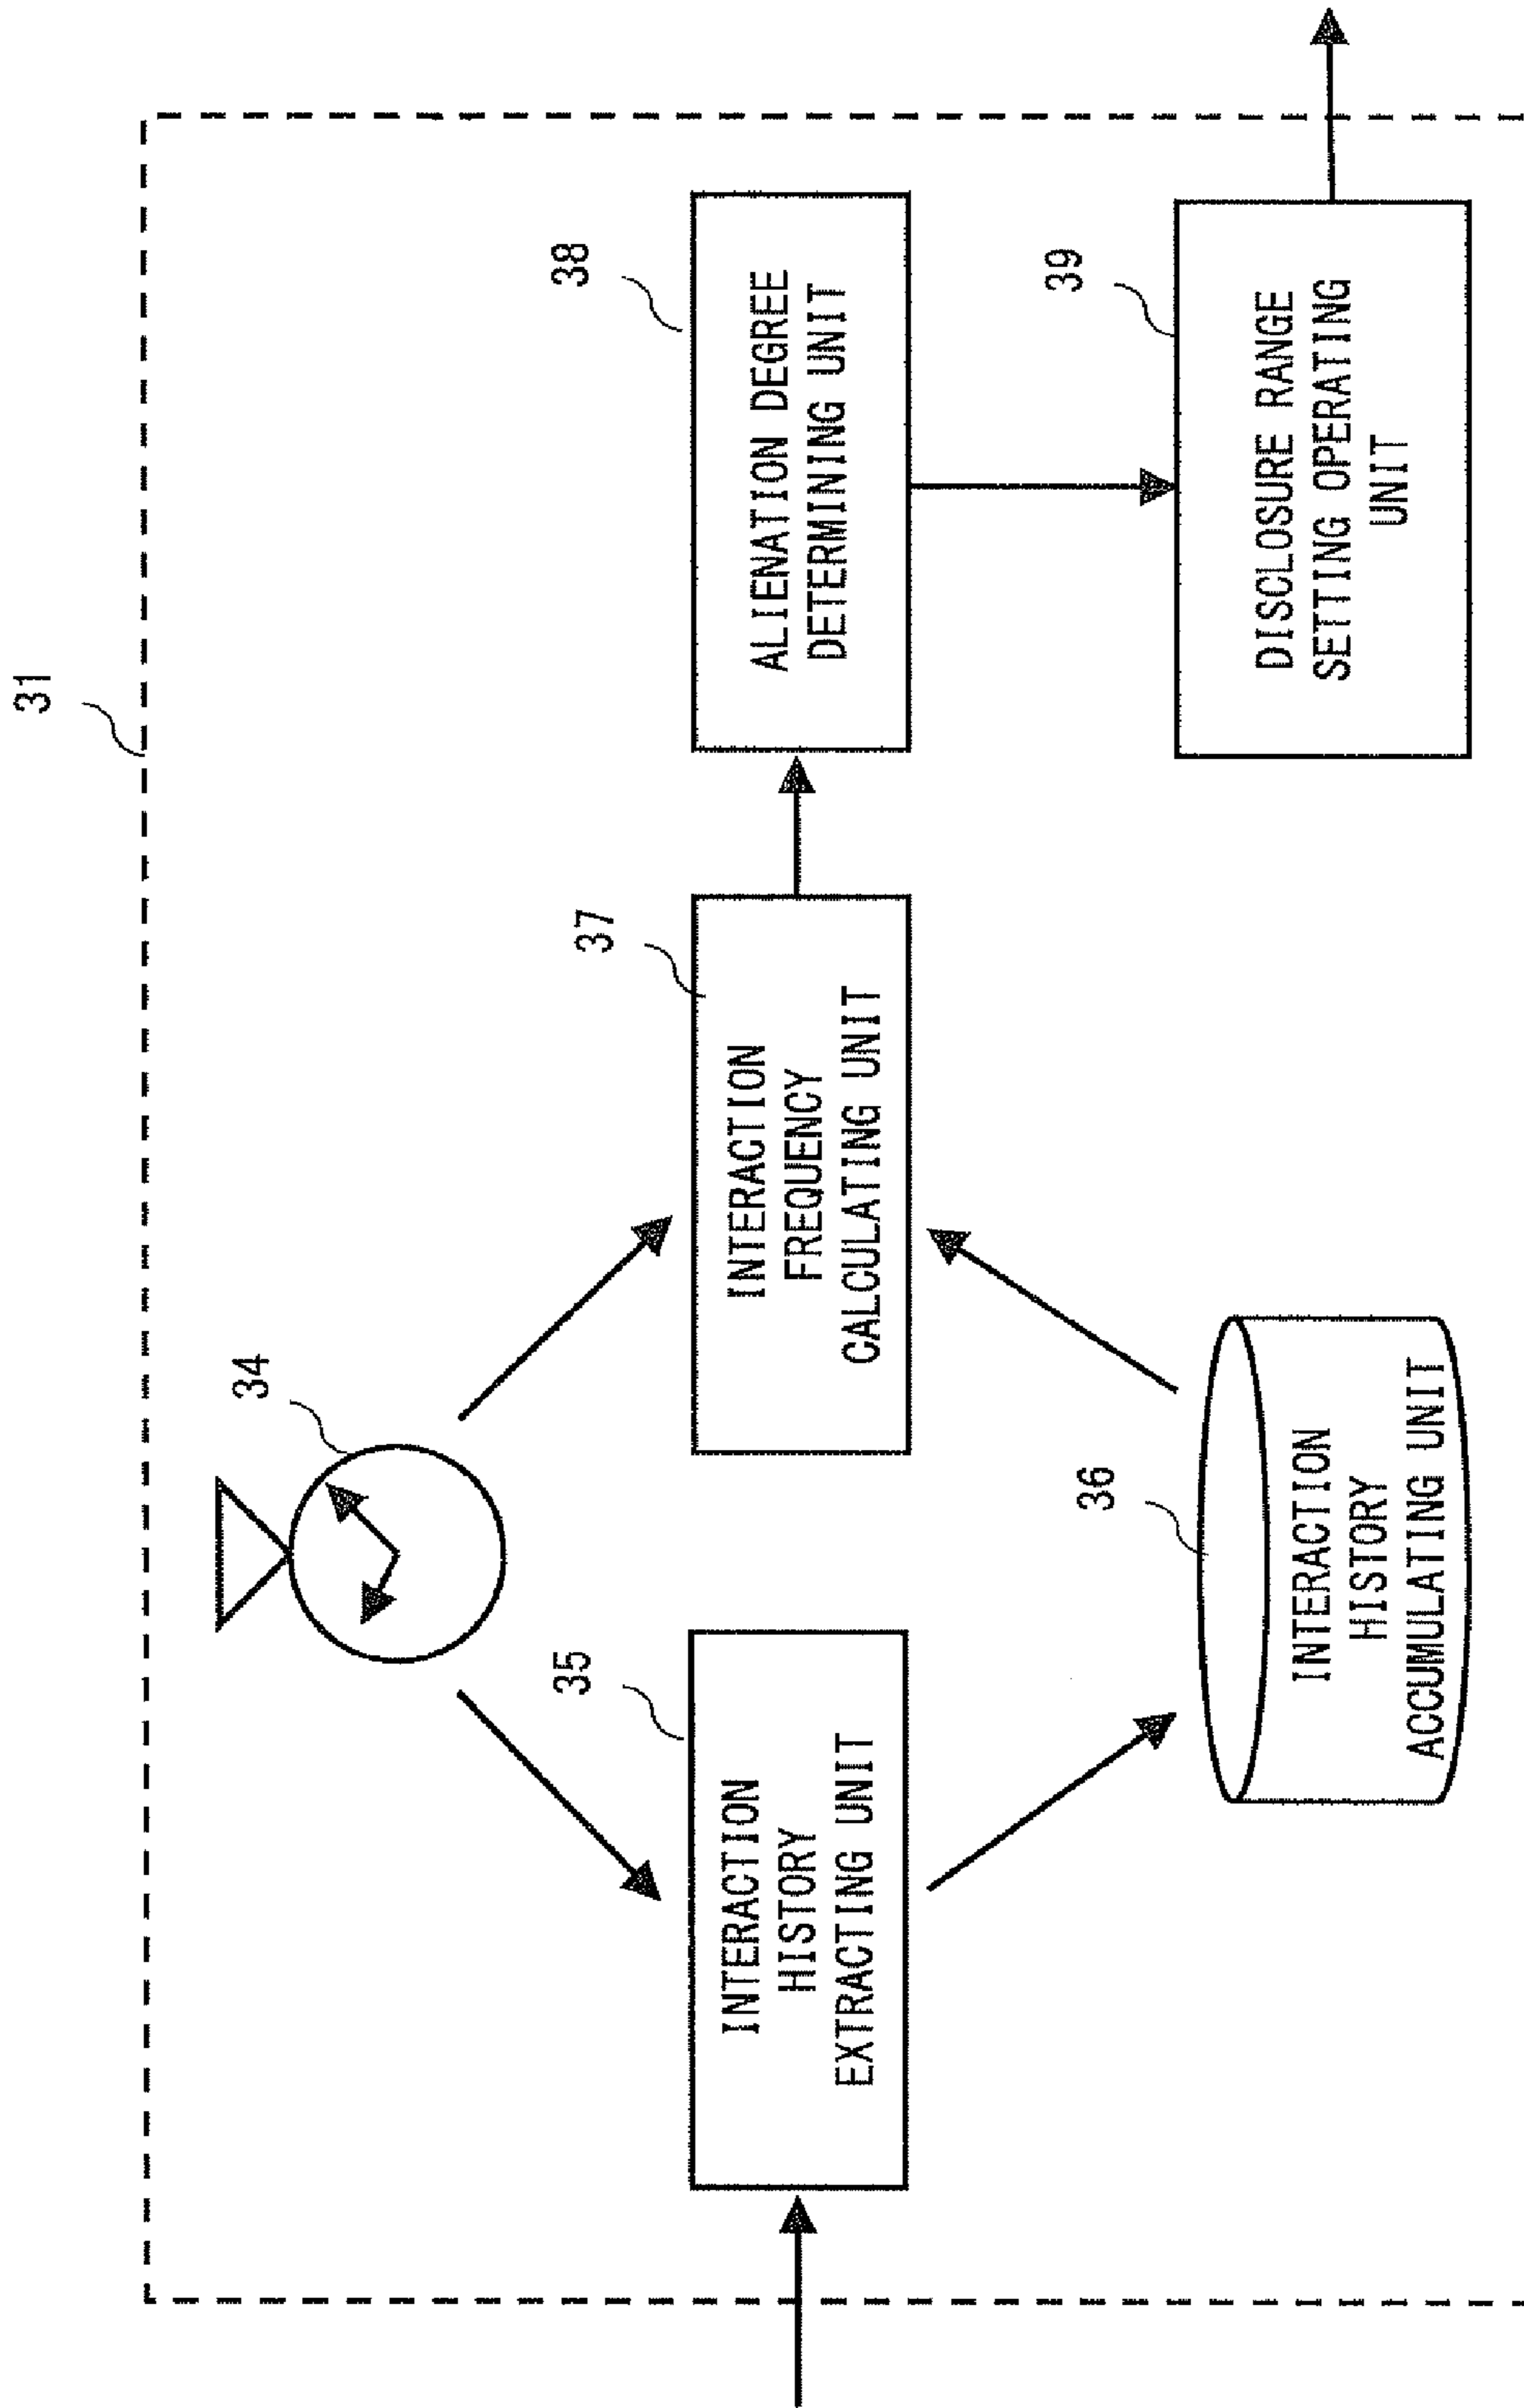 31
34
35
INTERACTION
HISTORY
EXTRACTING UNIT
36
INTERACTION
HISTORY
ACCUMULATING UNIT
37
INTERACTION
FREQUENCY
CALCULATING UNIT
38
ALIENATION DEGREE
DETERMINING UNIT
39
DISCLOSURE RANGE
SETTING OPERATING
UNIT